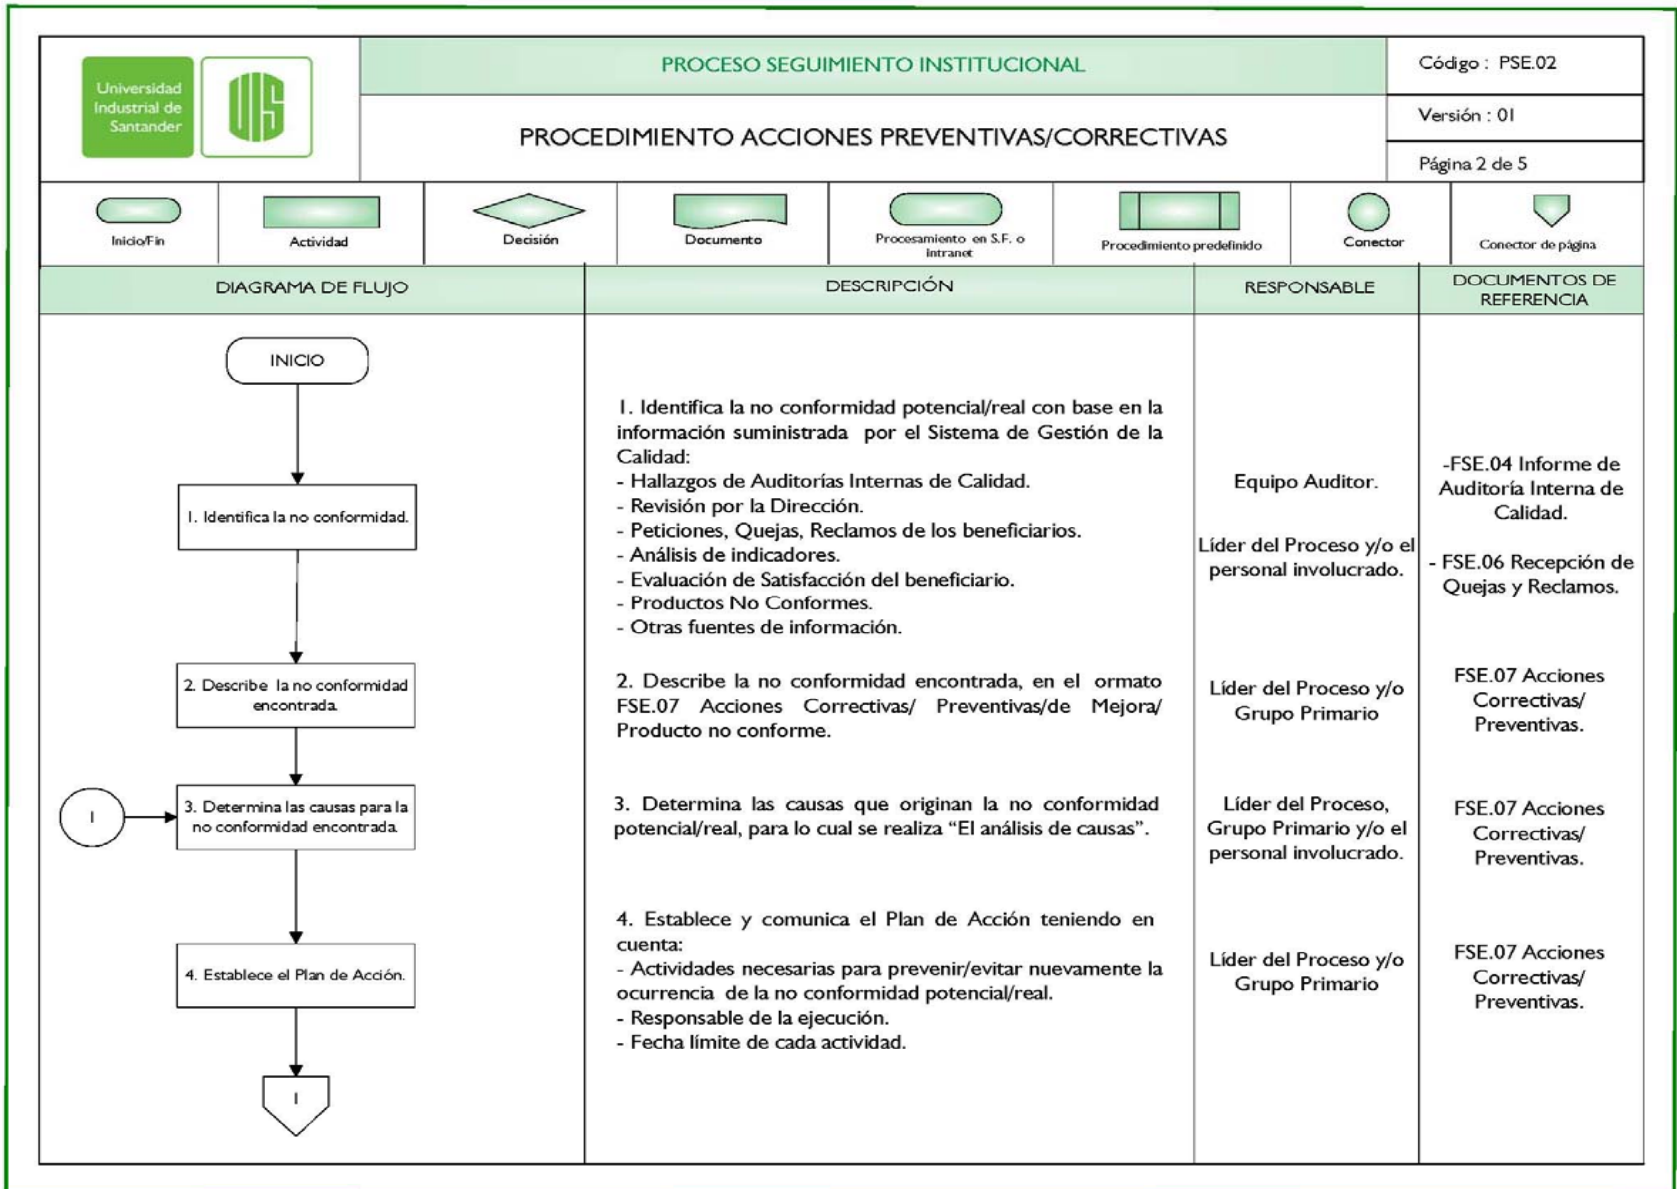 Universidad
Industrial de
Santander
UIS
PROCESO SEGUIMIENTO INSTITUCIONAL
Código : PSE.02
PROCEDIMIENTO ACCIONES PREVENTIVAS/CORRECTIVAS
Versión : 01
Página 2 de 5
Inicio/Fin
Actividad
Decisión
Documento
Procesamiento en S.F. o
intranet
Procedimiento predefinido
Conector
Conector de página
DIAGRAMA DE FLUJO
DESCRIPCIÓN
RESPONSABLE
DOCUMENTOS DE
REFERENCIA
INICIO
1. Identifica la no conformidad.
1. Identifica la no conformidad potencial/real con base en la
información suministrada por el Sistema de Gestión de la
Calidad:
- Hallazgos de Auditorías Internas de Calidad.
- Revisión por la Dirección.
- Peticiones, Quejas, Reclamos de los beneficiarios.
- Análisis de indicadores.
- Evaluación de Satisfacción del beneficiario.
- Productos No Conformes.
- Otras fuentes de información.
Equipo Auditor.
Líder del Proceso y/o el
personal involucrado.
-FSE.04 Informe de
Auditoría Interna de
Calidad.
- FSE.06 Recepción de
Quejas y Reclamos.
2. Describe la no conformidad
encontrada.
2. Describe la no conformidad encontrada, en el ormato
FSE.07 Acciones Correctivas/ Preventivas/de Mejora/
Producto no conforme.
Líder del Proceso y/o
Grupo Primario
FSE.07 Acciones
Correctivas/
Preventivas.
1
3. Determina las causas para la
no conformidad encontrada.
3. Determina las causas que originan la no conformidad
potencial/real, para lo cual se realiza “El análisis de causas”.
Líder del Proceso,
Grupo Primario y/o el
personal involucrado.
FSE.07 Acciones
Correctivas/
Preventivas.
4. Establece el Plan de Acción.
4. Establece y comunica el Plan de Acción teniendo en
cuenta:
- Actividades necesarias para prevenir/evitar nuevamente la
ocurrencia de la no conformidad potencial/real.
- Responsable de la ejecución.
- Fecha límite de cada actividad.
Líder del Proceso y/o
Grupo Primario
FSE.07 Acciones
Correctivas/
Preventivas.
1